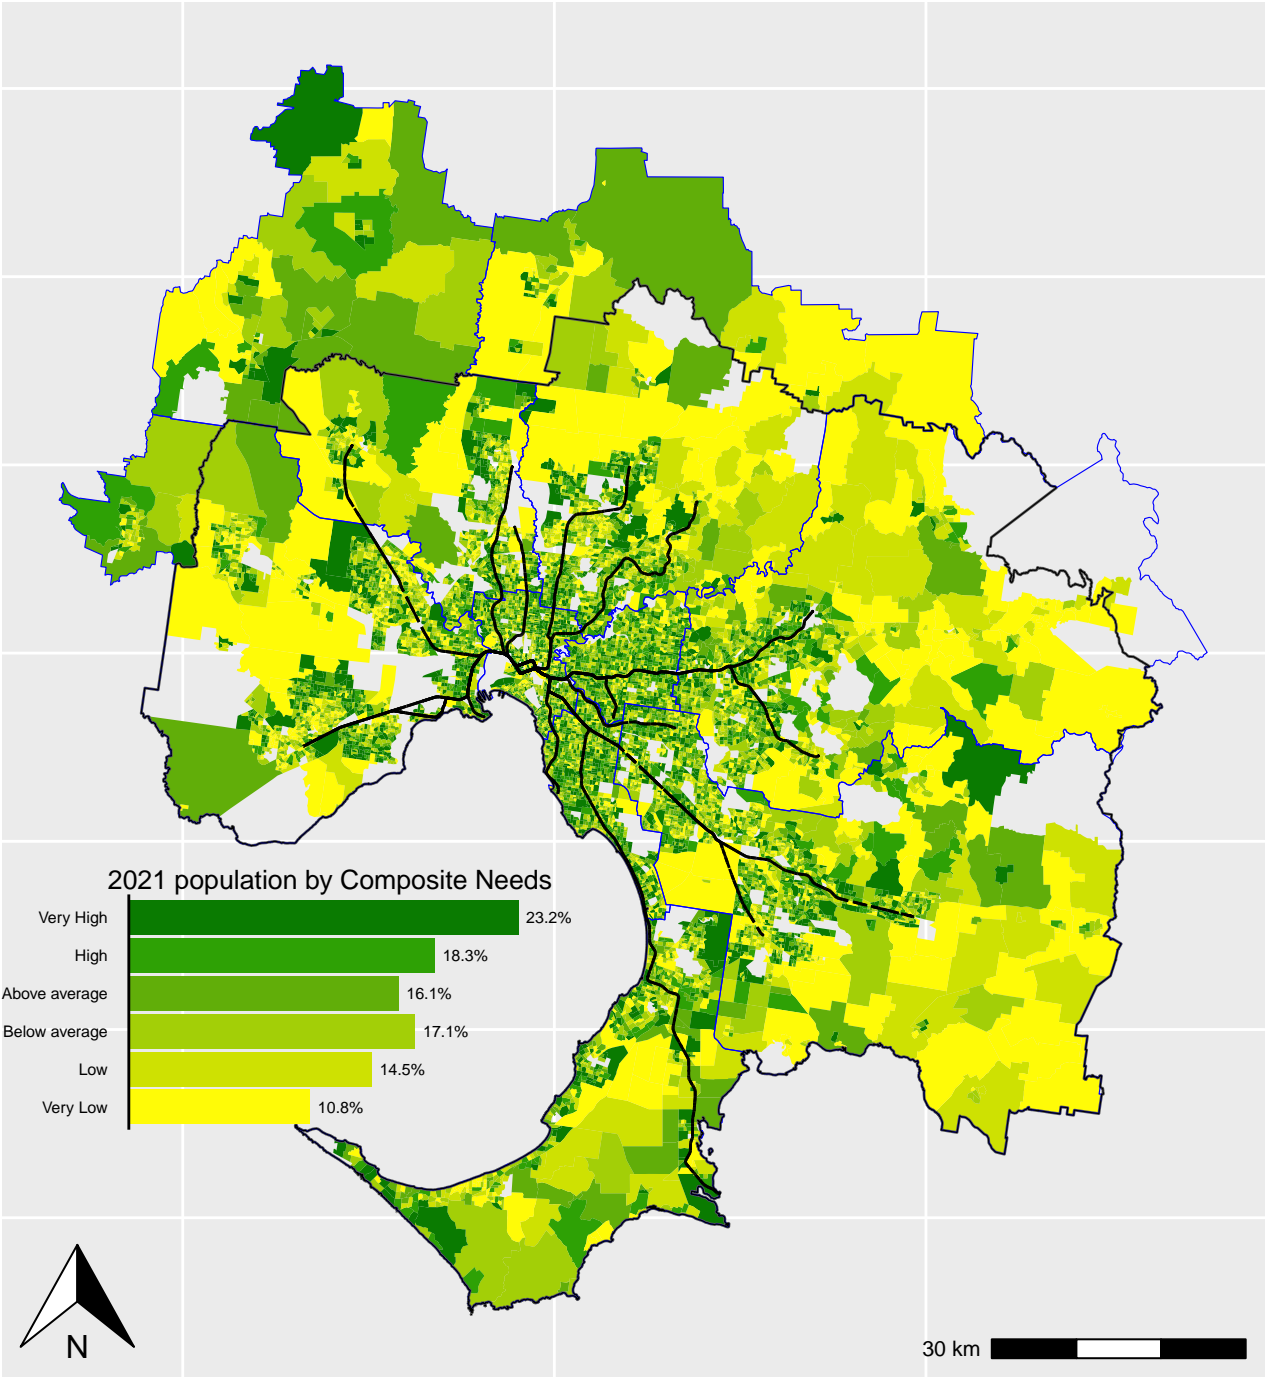 2021 population by Composite Needs
Very High 23.2%
High 18.3%
Above average 16.1%
Below average 17.1%
Low 14.5%
Very Low 10.8%
N
30 km